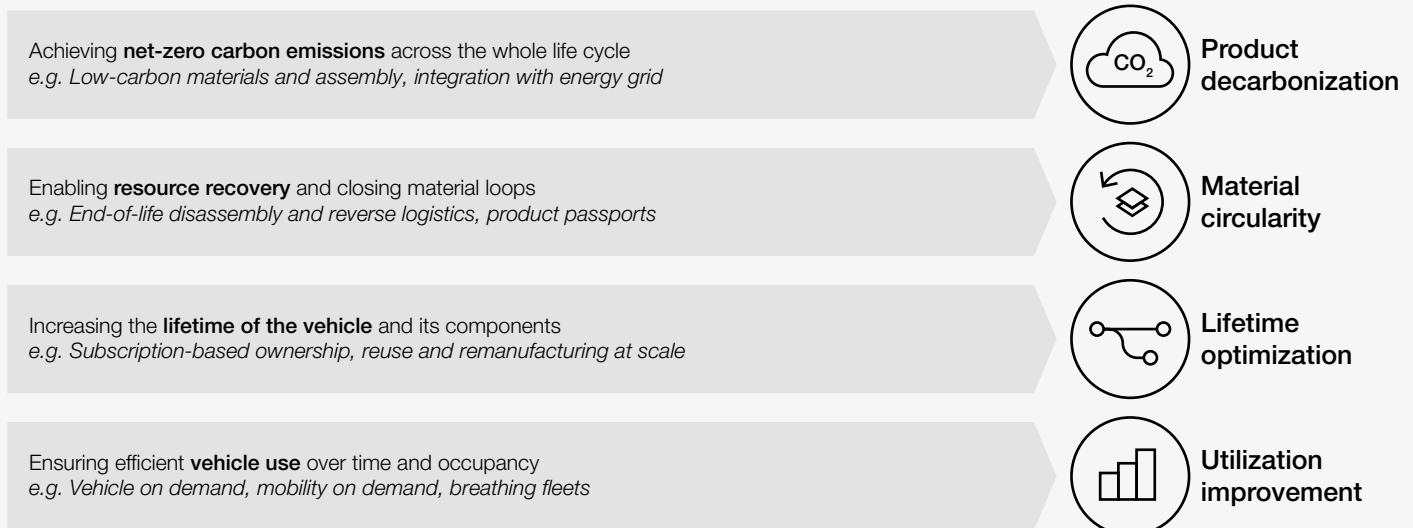 Achieving net-zero carbon emissions across the whole life cycle
e.g. Low-carbon materials and assembly, integration with energy grid
CO₂
Product
decarbonization
Enabling resource recovery and closing material loops
e.g. End-of-life disassembly and reverse logistics, product passports
Material
circularity
Increasing the lifetime of the vehicle and its components
e.g. Subscription-based ownership, reuse and remanufacturing at scale
Lifetime
optimization
Ensuring efficient vehicle use over time and occupancy
e.g. Vehicle on demand, mobility on demand, breathing fleets
Utilization
improvement